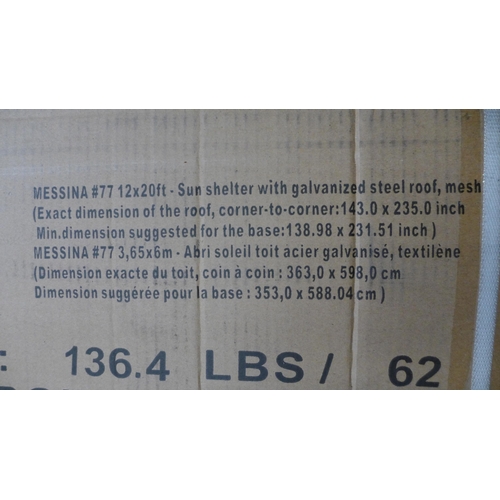 MESSINA #77 12x20ft - Sun shelter with galvanized steel roof, mesh
(Exact dimension of the roof, corner-to-corner:143.0 x 235.0 inch
Min.dimension suggested for the base:138.98 x 231.51 inch )
MESSINA #77 3,65x6m - Abri soleil toit acier galvanisé, textilène
(Dimension exacte du toit, coin à coin : 363,0 x 598,0 cm
Dimension suggérée pour la base : 353,0 x 588.04 cm )
: 136.4 LBS / 62